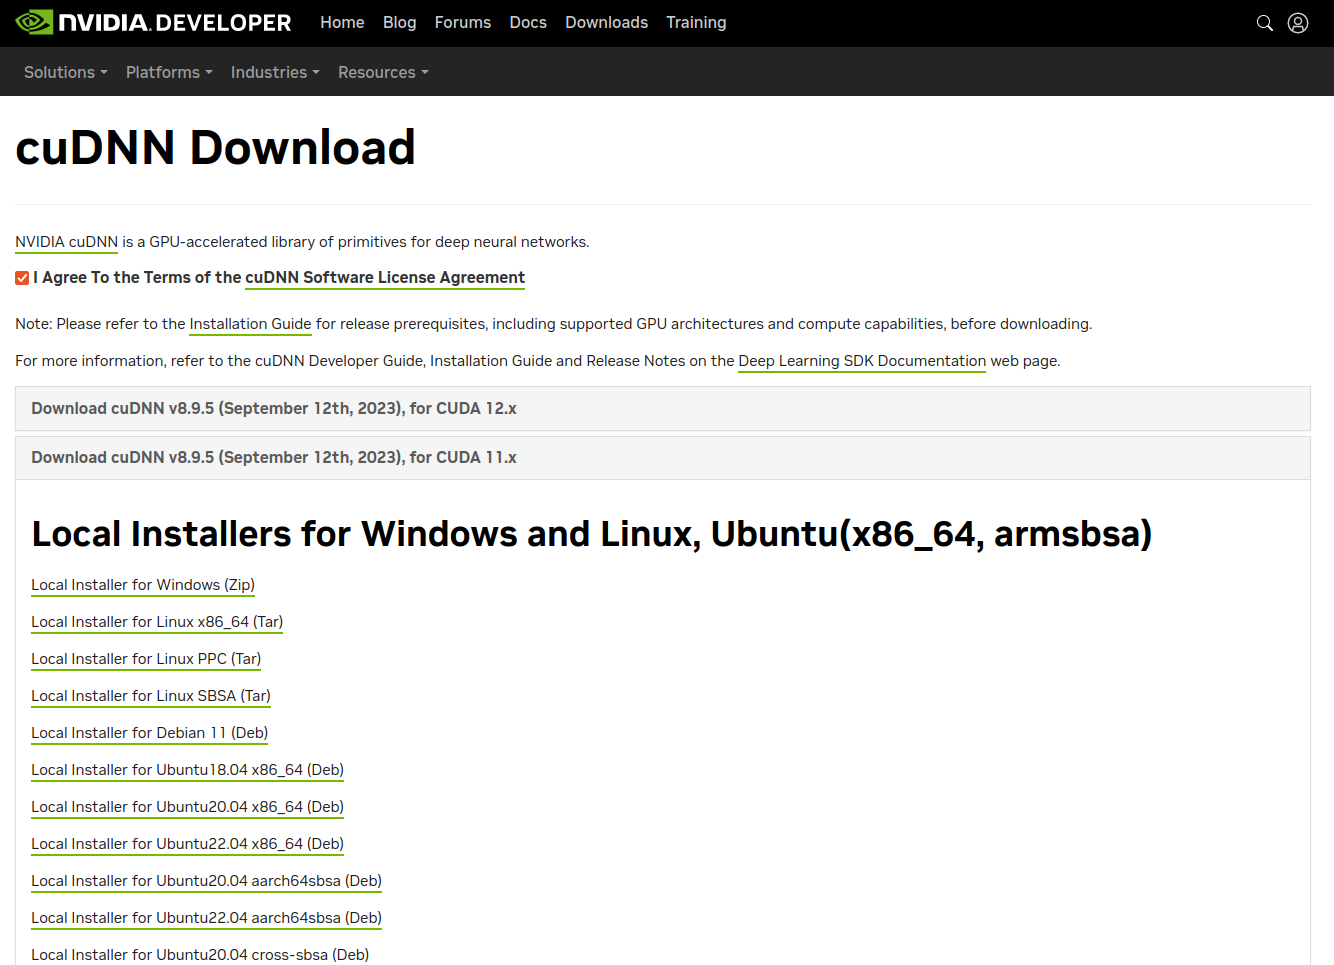 NVIDIA. DEVELOPER Home Blog Forums Docs Downloads Training
Solutions Platforms Industries Resources
cuDNN Download
NVIDIA cuDNN is a GPU-accelerated library of primitives for deep neural networks.
I Agree To the Terms of the cuDNN Software License Agreement
Note: Please refer to the Installation Guide for release prerequisites, including supported GPU architectures and compute capabilities, before downloading.
For more information, refer to the cuDNN Developer Guide, Installation Guide and Release Notes on the Deep Learning SDK Documentation web page.
Download cuDNN v8.9.5 (September 12th, 2023), for CUDA 12.x
Download cuDNN v8.9.5 (September 12th, 2023), for CUDA 11.x
Local Installers for Windows and Linux, Ubuntu(x86_64, armsbsa)
Local Installer for Windows (Zip)
Local Installer for Linux x86_64 (Tar)
Local Installer for Linux PPC (Tar)
Local Installer for Linux SBSA (Tar)
Local Installer for Debian 11 (Deb)
Local Installer for Ubuntu18.04 x86_64 (Deb)
Local Installer for Ubuntu20.04 x86_64 (Deb)
Local Installer for Ubuntu22.04 x86_64 (Deb)
Local Installer for Ubuntu20.04 aarch64sbsa (Deb)
Local Installer for Ubuntu22.04 aarch64sbsa (Deb)
Local Installer for Ubuntu20.04 cross-sbsa (Deb)